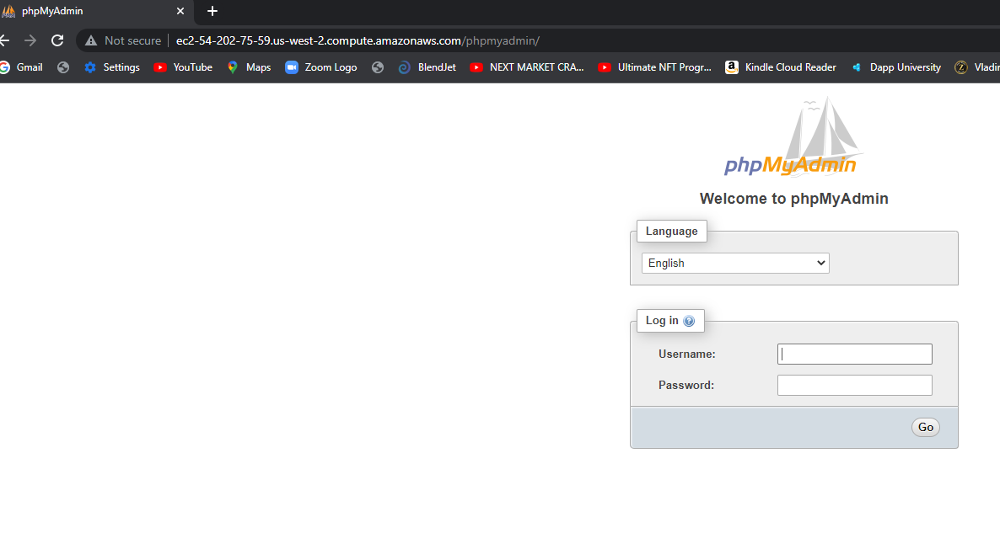 phpMyAdmin
Not secure | ec2-54-202-75-59.us-west-2.compute.amazonaws.com/phpmyadmin/
Gmail Settings YouTube Maps Zoom Logo BlendJet NEXT MARKET CRA... Ultimate NFT Progr... Kindle Cloud Reader Dapp University Vladin
phpMyAdmin
Welcome to phpMyAdmin
Language
English
Log in
Username:
Password:
Go